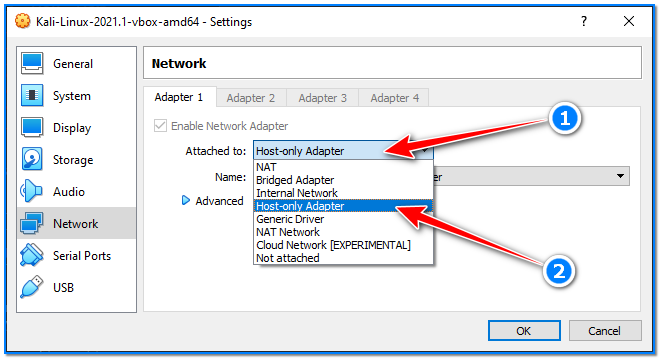 Kali-Linux-2021.1-vbox-amd64 - Settings
? ×
General
System
Display
Storage
Audio
Network
Serial Ports
USB
Network
Adapter 1 Adapter 2 Adapter 3 Adapter 4
Enable Network Adapter
Attached to: Host-only Adapter
Name:
Advanced
NAT
Bridged Adapter
Internal Network
Host-only Adapter
Generic Driver
NAT Network
Cloud Network [EXPERIMENTAL]
Not attached
1
2
OK Cancel